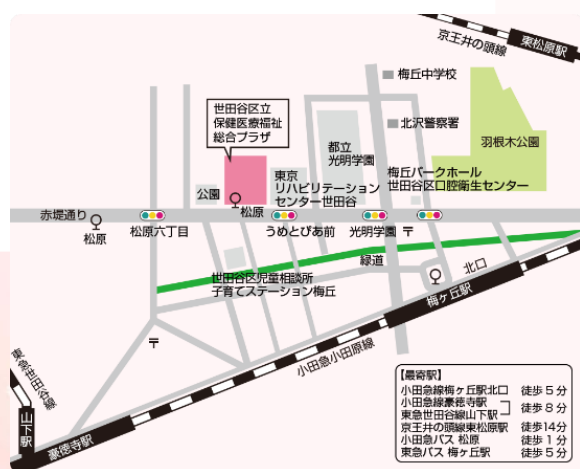 京王井の頭線
東松原駅
梅丘中学校
世田谷区立
保健医療福祉
総合プラザ
北沢警察署
羽根木公園
都立
光明学園
東京
リハビリテーション
センター世田谷
梅丘パークホール
世田谷区口腔衛生センター
公園
松原
赤堤通り
松原
松原六丁目
うめとぴあ前
光明学園
〒
緑道
北口
世田谷区児童相談所
子育てステーション梅丘
梅ヶ丘駅
〒
小田急小田原線
東急世田谷線
山下駅
豪徳寺駅
【最寄駅】
小田急線梅ヶ丘駅北口 徒歩5分
小田急線豪徳寺駅
東急世田谷線山下駅 徒歩8分
京王井の頭線東松原駅 徒歩14分
小田急バス 松原 徒歩1分
東急バス 梅ヶ丘駅 徒歩5分